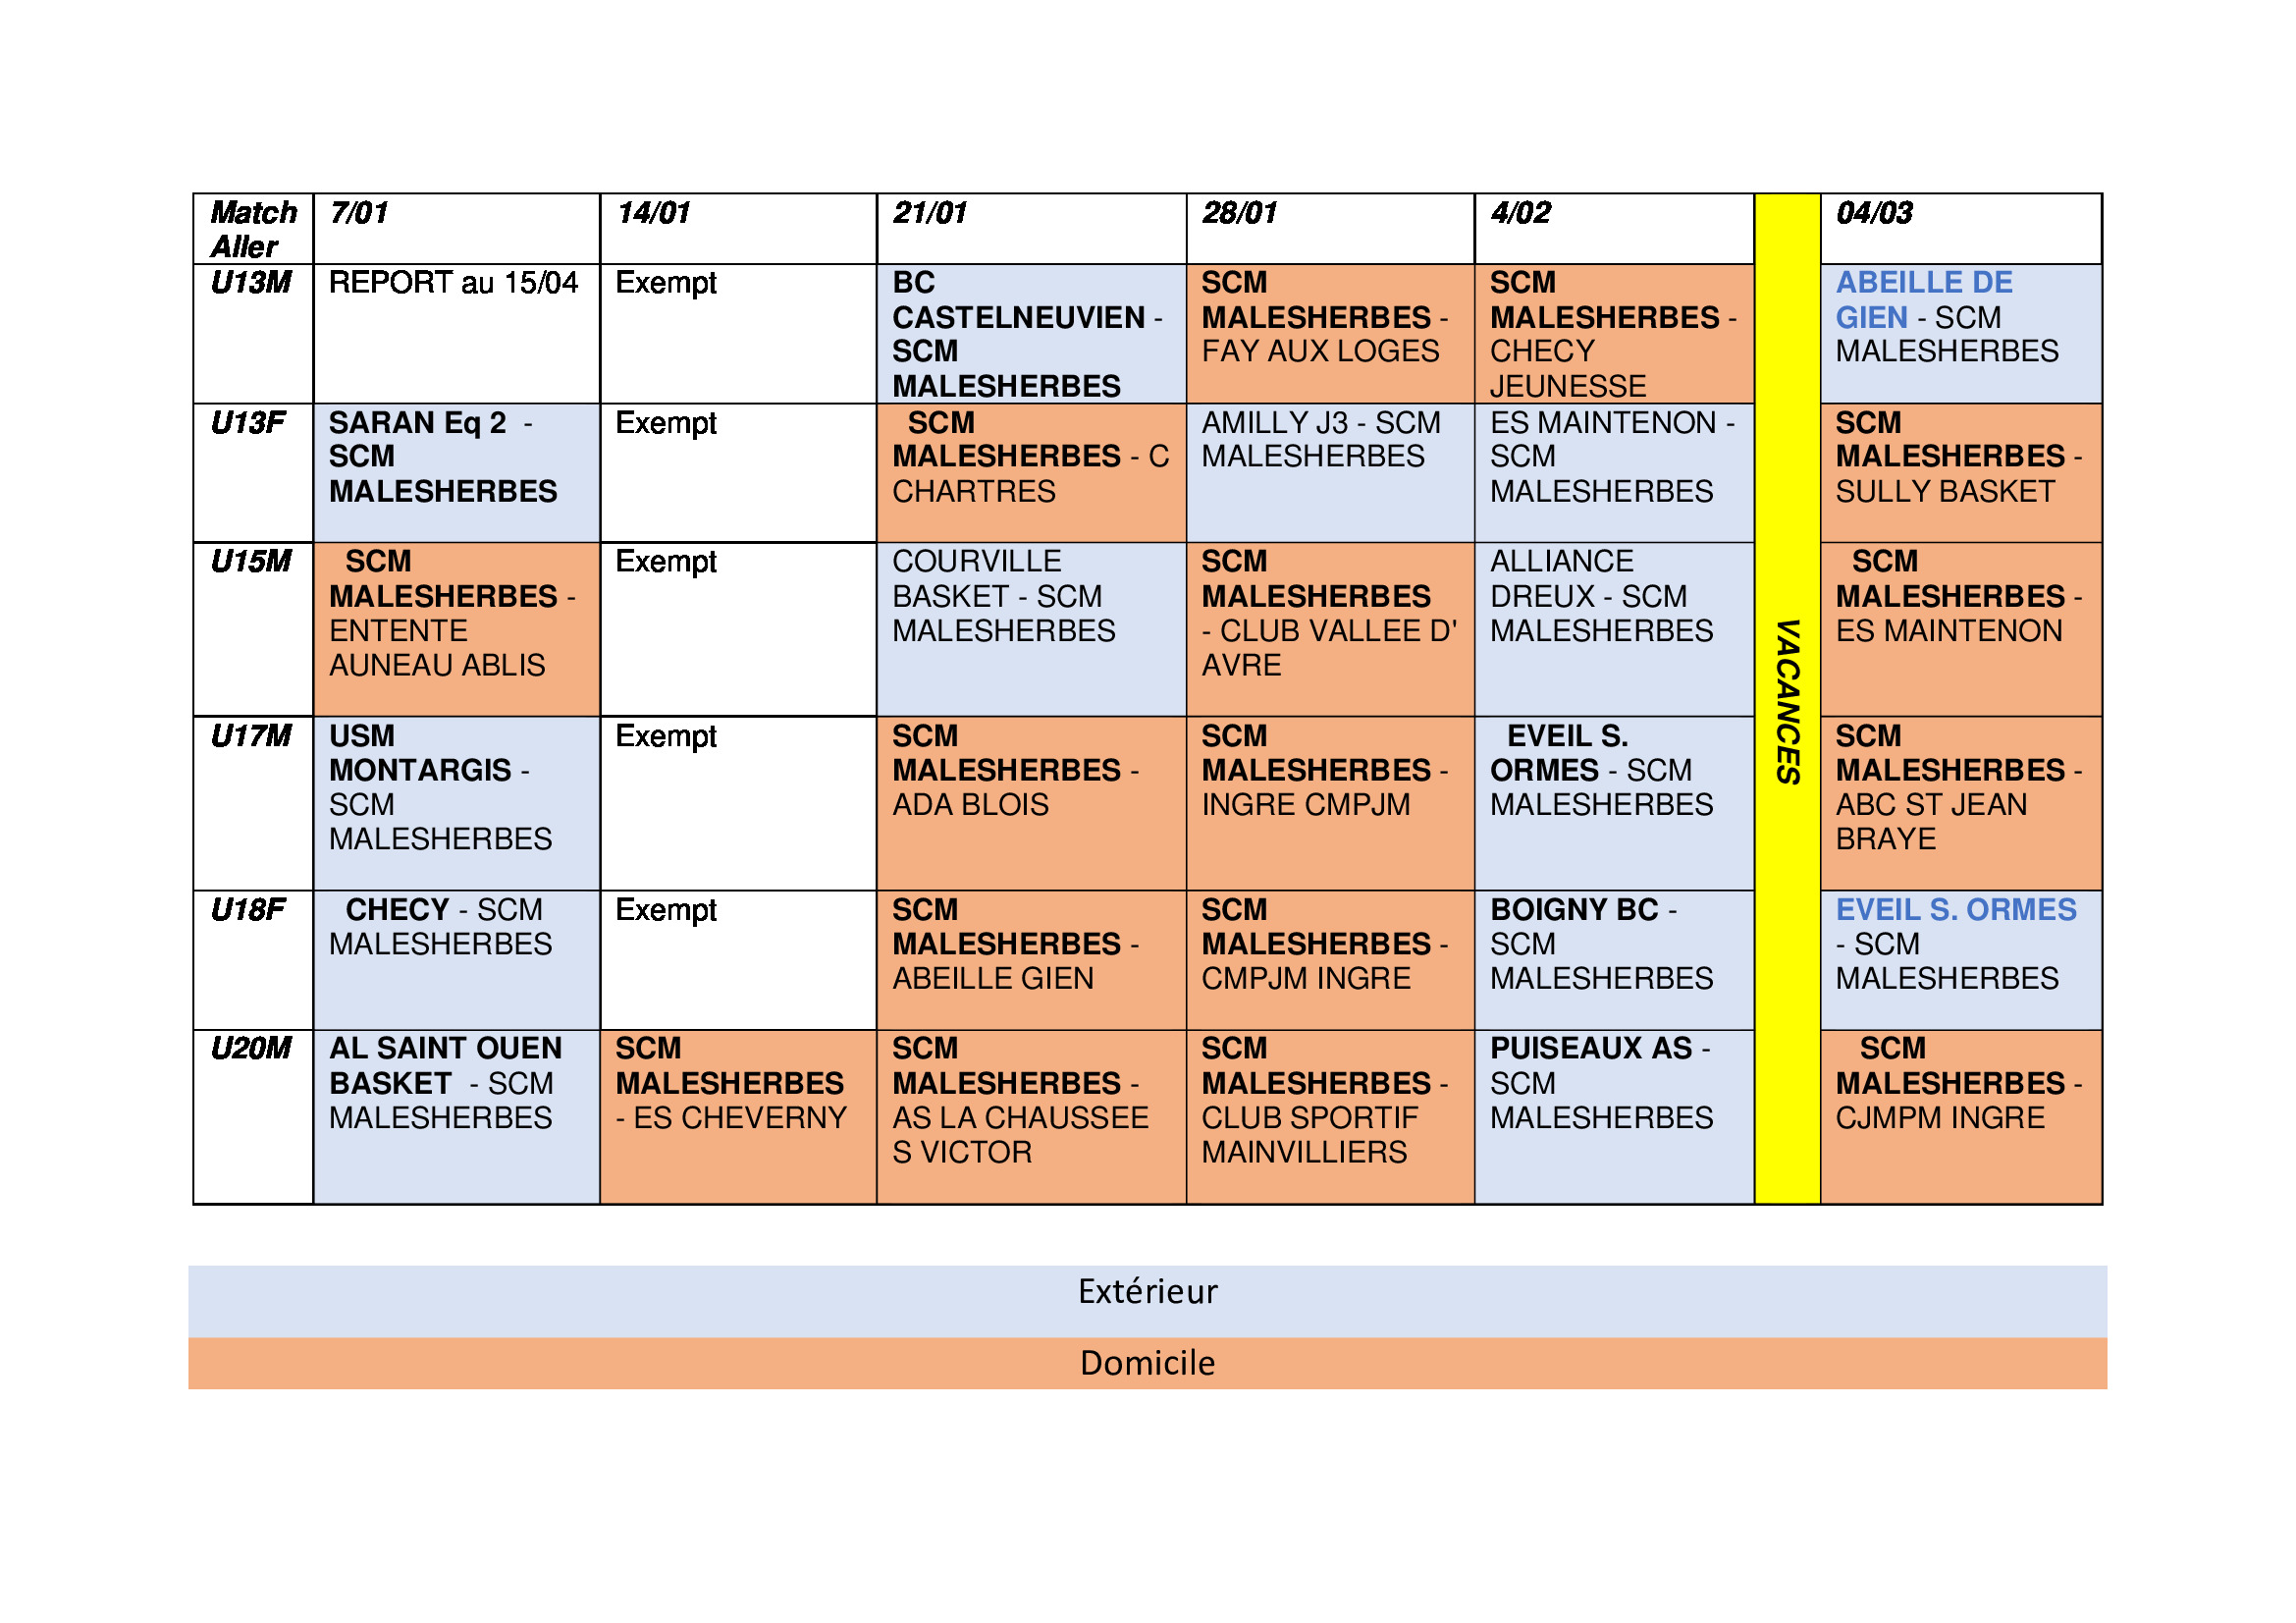 Match Aller 7/01 14/01 21/01 28/01 4/02 04/03
U13M
REPORT au 15/04
Exempt
BC
CASTELNEUVIEN -
SCM
MALESHERBES
SCM
MALESHERBES -
FAY AUX LOGES
SCM
MALESHERBES -
CHECY
JEUNESSE
ABEILLE DE
GIEN - SCM
MALESHERBES
U13F
SARAN Eq 2 -
SCM
MALESHERBES
Exempt
SCM
MALESHERBES - C
CHARTRES
AMILLY J3 - SCM
MALESHERBES
ES MAINTENON -
SCM
MALESHERBES
SCM
MALESHERBES -
SULLY BASKET
U15M
SCM
MALESHERBES -
ENTENTE
AUNEAU ABLIS
Exempt
COURVILLE
BASKET - SCM
MALESHERBES
SCM
MALESHERBES
- CLUB VALLEE D'
AVRE
ALLIANCE
DREUX - SCM
MALESHERBES
SCM
MALESHERBES -
ES MAINTENON
U17M
USM
MONTARGIS -
SCM
MALESHERBES
Exempt
SCM
MALESHERBES -
ADA BLOIS
SCM
MALESHERBES -
INGRE CMPJM
EVEIL S.
ORMES - SCM
MALESHERBES
SCM
MALESHERBES -
ABC ST JEAN
BRAYE
U18F
CHECY - SCM
MALESHERBES
Exempt
SCM
MALESHERBES -
ABEILLE GIEN
SCM
MALESHERBES -
CMPJM INGRE
BOIGNY BC -
SCM
MALESHERBES
EVEIL S. ORMES
- SCM
MALESHERBES
U20M
AL SAINT OUEN
BASKET - SCM
MALESHERBES
SCM
MALESHERBES
- ES CHEVERNY
SCM
MALESHERBES -
AS LA CHAUSSEE
S VICTOR
SCM
MALESHERBES -
CLUB SPORTIF
MAINVILLIERS
PUISEAUX AS -
SCM
MALESHERBES
SCM
MALESHERBES -
CJMPM INGRE
VACANCES
Extérieur
Domicile